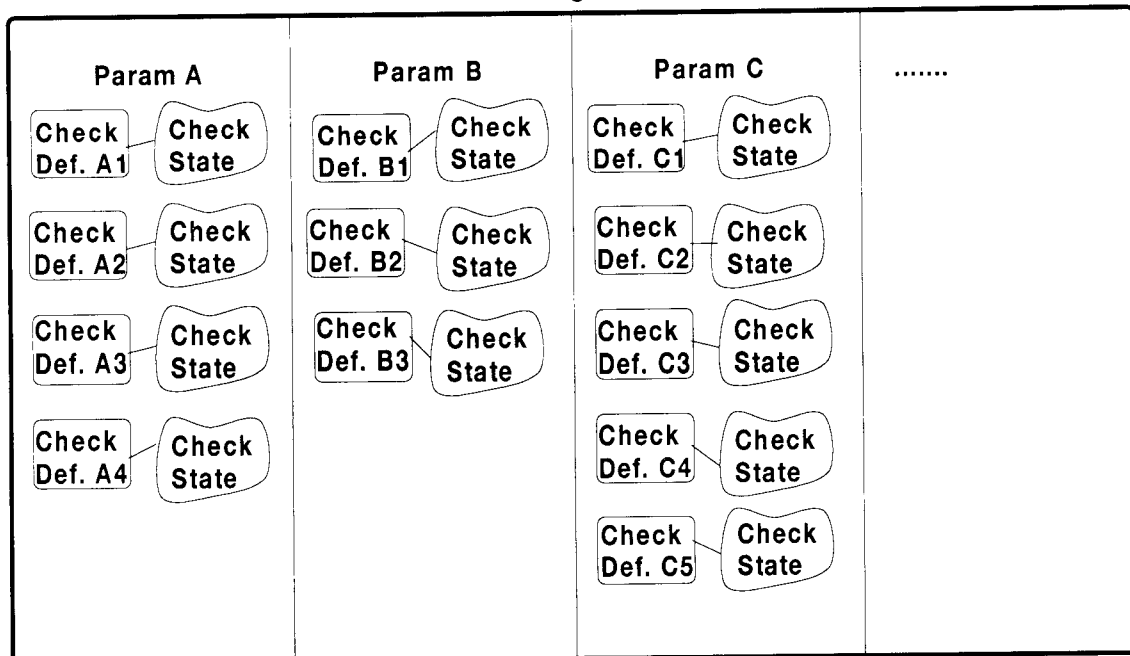 Param A
Check
Def. A1
Check
State
Check
Def. A2
Check
State
Check
Def. A3
Check
State
Check
Def. A4
Check
State
Param B
Check
Def. B1
Check
State
Check
Def. B2
Check
State
Check
Def. B3
Check
State
Param C
Check
Def. C1
Check
State
Check
Def. C2
Check
State
Check
Def. C3
Check
State
Check
Def. C4
Check
State
Check
Def. C5
Check
State
.......